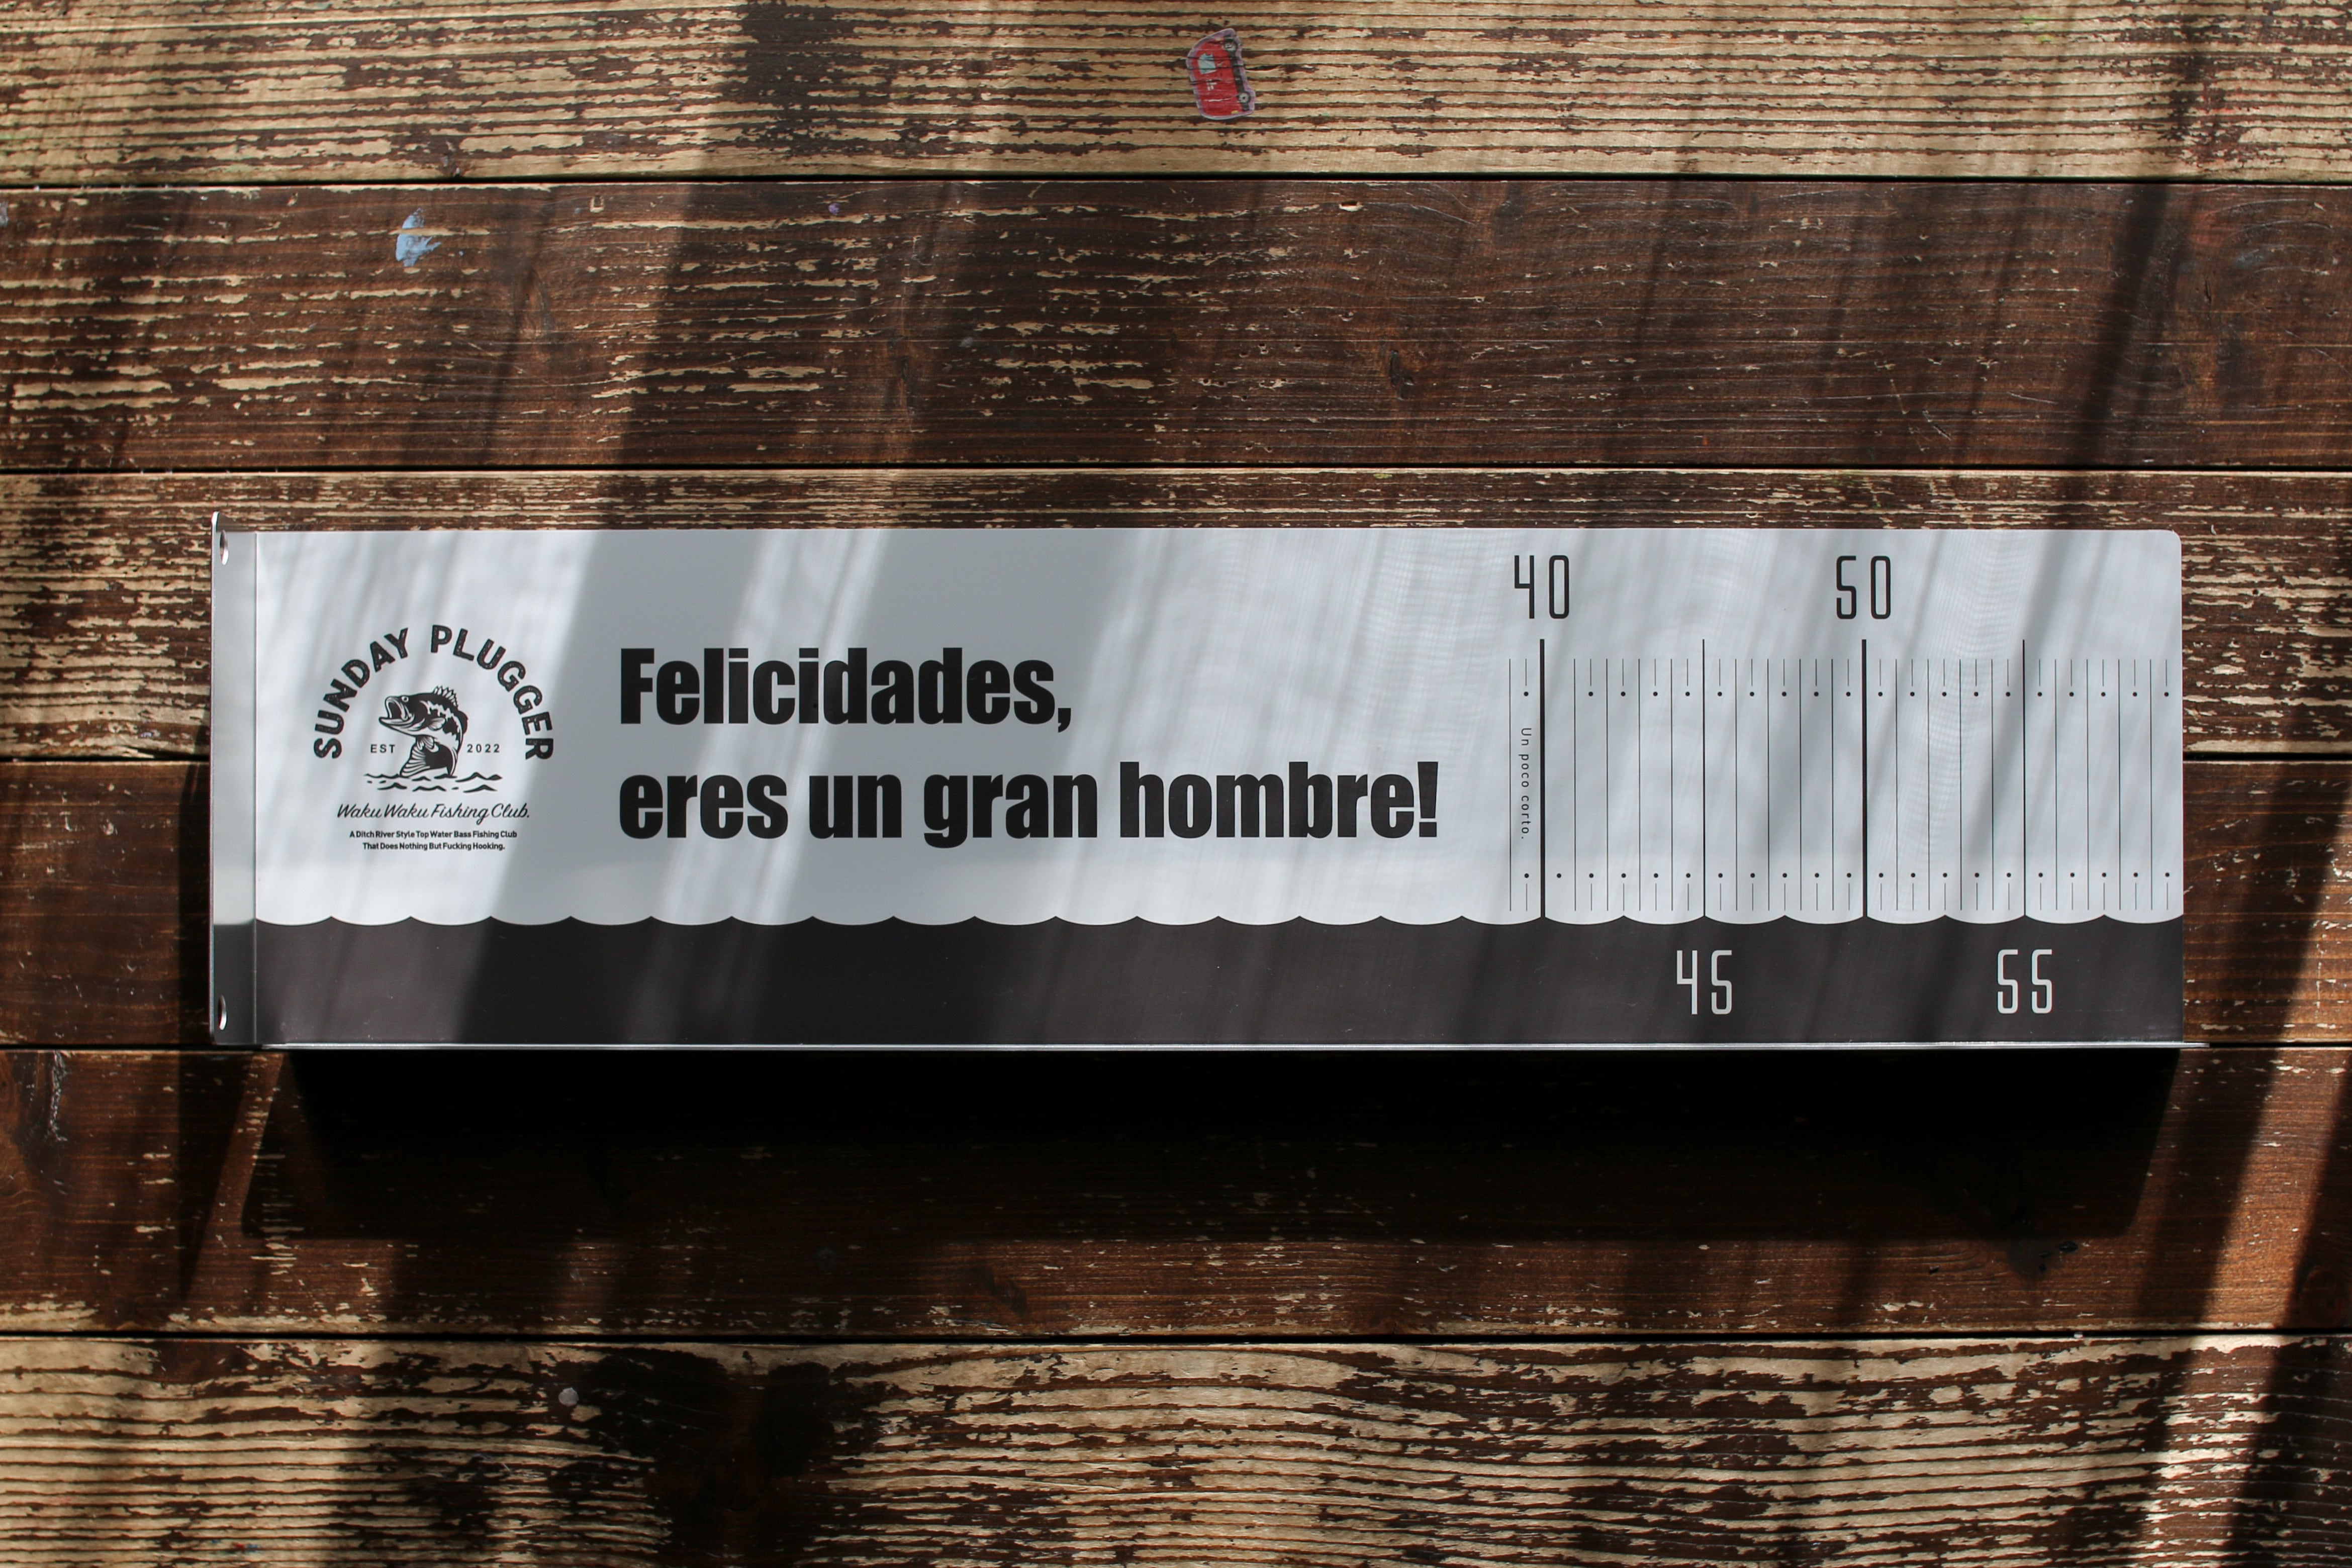 SUNDAY PLUGGER
EST 2022
Waku Waku Fishing Club.
A Ditch River Style Top Water Bass Fishing Club
That Does Nothing But Fucking Hooking.
Felicidades,
eres un gran hombre!
Un poco corto.
40 50
45 55